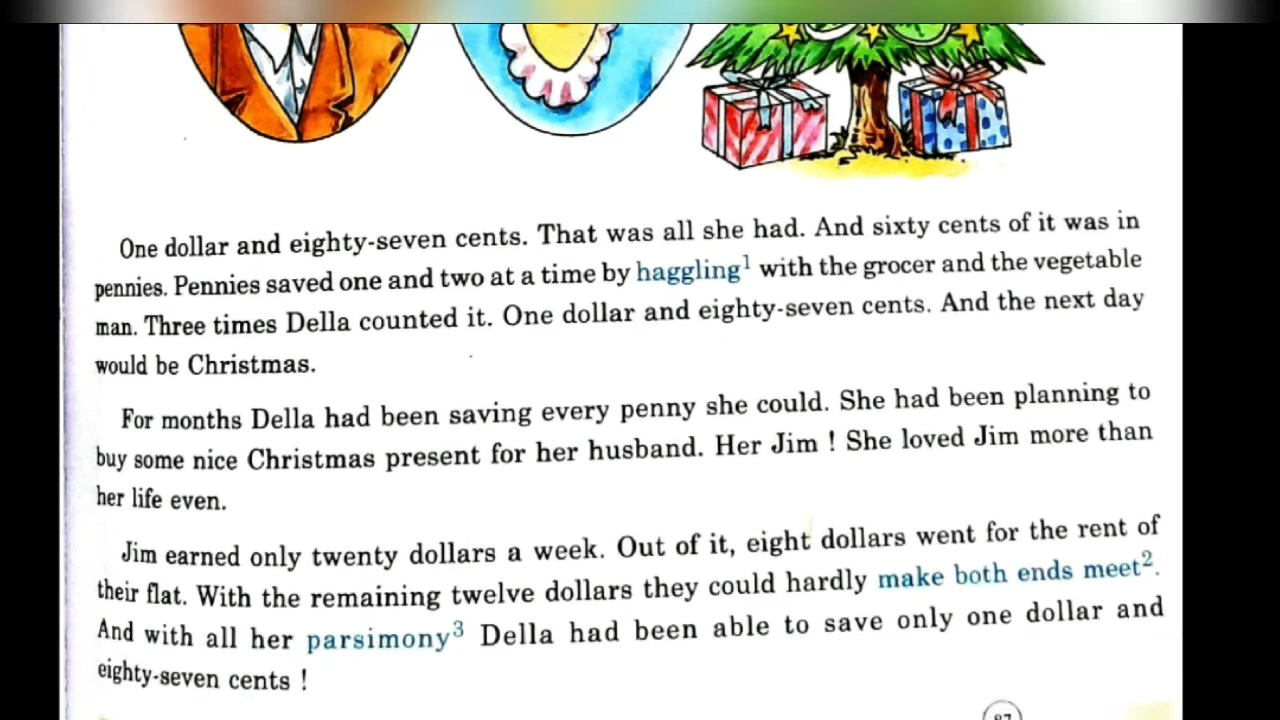 One dollar and eighty-seven cents. That was all she had. And sixty cents of it was in
pennies. Pennies saved one and two at a time by haggling¹ with the grocer and the vegetable
man. Three times Della counted it. One dollar and eighty-seven cents. And the next day
would be Christmas.
For months Della had been saving every penny she could. She had been planning to
buy some nice Christmas present for her husband. Her Jim ! She loved Jim more than
her life even.
Jim earned only twenty dollars a week. Out of it, eight dollars went for the rent of
their flat. With the remaining twelve dollars they could hardly make both ends meet².
And with all her parsimony³ Della had been able to save only one dollar and
eighty-seven cents !